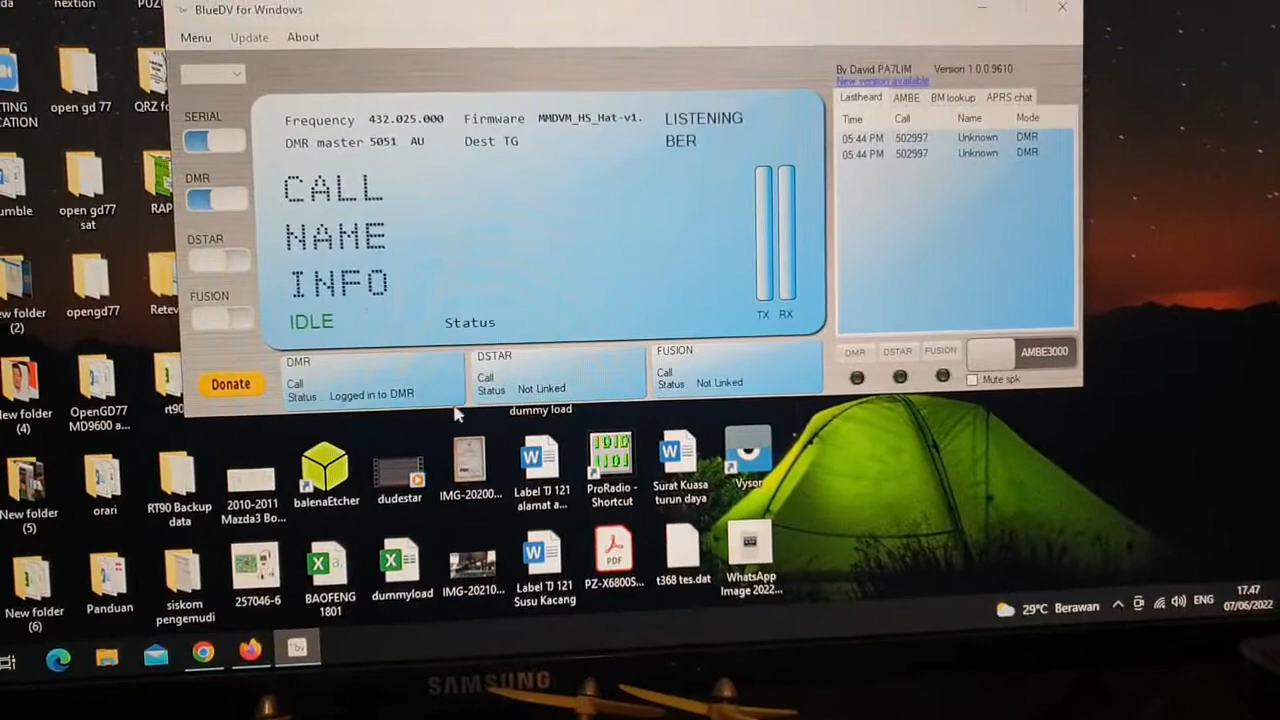 nextion
BlueDV for Windows
Menu Update About
By David PA7LIM Version 1.0.0.9610
New version available
SERIAL
DMR
DSTAR
FUSION
Donate
Frequency 432.025.000 Firmware MMDVM_HS_Hat-v1. LISTENING
DMR master 5051 AU Dest TG BER
CALL
NAME
INFO
IDLE Status
TX RX
Lastheard AMBE BM lookup APRS chat
Time Call Name Mode
05:44 PM 502997 Unknown DMR
05:44 PM 502997 Unknown DMR
DMR DSTAR FUSION AMBE3000
Mute spk
DMR
Call
Status Logged in to DMR
DSTAR
Call
Status Not Linked
FUSION
Call
Status Not Linked
open gd 77
open gd77 sat
RAP
opengd77
Retev
New folder
(2)
New folder
(4)
OpenGD77
MD9600 a...
rt90
New folder
(5)
orari
RT90 Backup
data
2010-2011
Mazda3 Bo...
balenaEtcher
dudestar
IMG-20200...
dummy load
Label TJ 121
alamat a...
ProRadio -
Shortcut
Surat Kuasa
turun daya
Vysor
New folder
(6)
Panduan
siskom
pengemudi
257046-6
BAOFENG
1801
dummyload
IMG-20210...
Label TJ 121
Susu Kacang
PDF
PZ-X6800S...
t368 tes.dat
WhatsApp
Image 2022...
29°C Berawan
ENG
17.47
07/06/2022
SAMSUNG